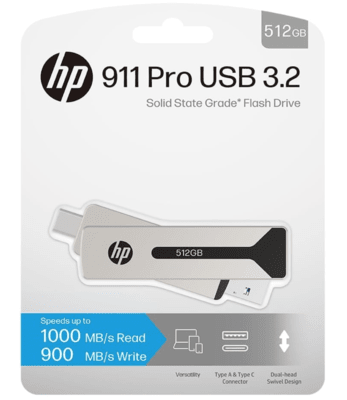 512GB
hp
911 Pro USB 3.2
Solid State Grade* Flash Drive
hp
512GB
Speeds up to
1000 MB/s Read
900 MB/s Write
Versatility
Type A & Type C
Connector
Dual-head
Swivel Design